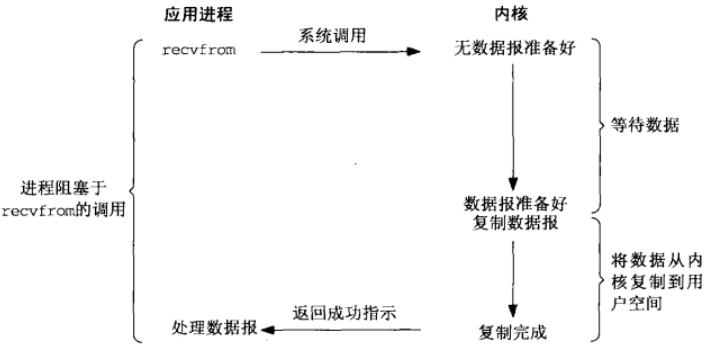 应用进程
内核
recvfrom
系统调用
无数据报准备好
等待数据
进程阻塞于
recvfrom的调用
数据报准备好
复制数据报
将数据从内
核复制到用
户空间
处理数据报
返回成功指示
复制完成